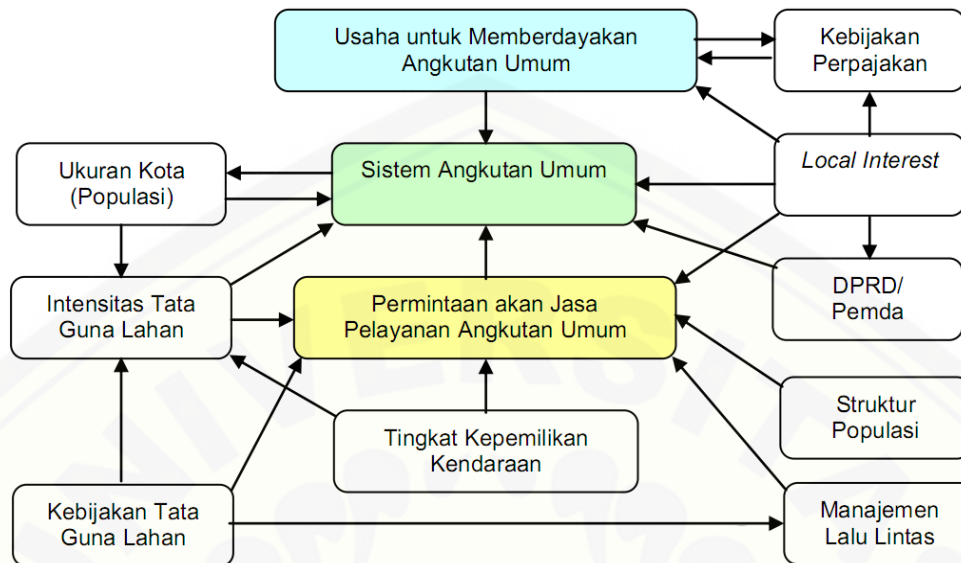 Usaha untuk Memberdayakan
Angkutan Umum
Kebijakan
Perpajakan
Ukuran Kota
(Populasi)
Sistem Angkutan Umum
Local Interest
Intensitas Tata
Guna Lahan
Permintaan akan Jasa
Pelayanan Angkutan Umum
DPRD/
Pemda
Tingkat Kepemilikan
Kendaraan
Struktur
Populasi
Kebijakan Tata
Guna Lahan
Manajemen
Lalu Lintas
UNIVERSITA